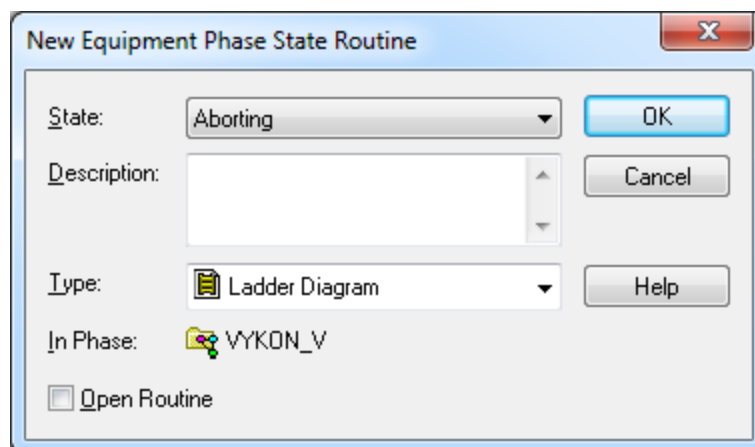 New Equipment Phase State Routine
State: Aborting OK
Description: Cancel
Type: Ladder Diagram Help
In Phase: VYKON_V
Open Routine